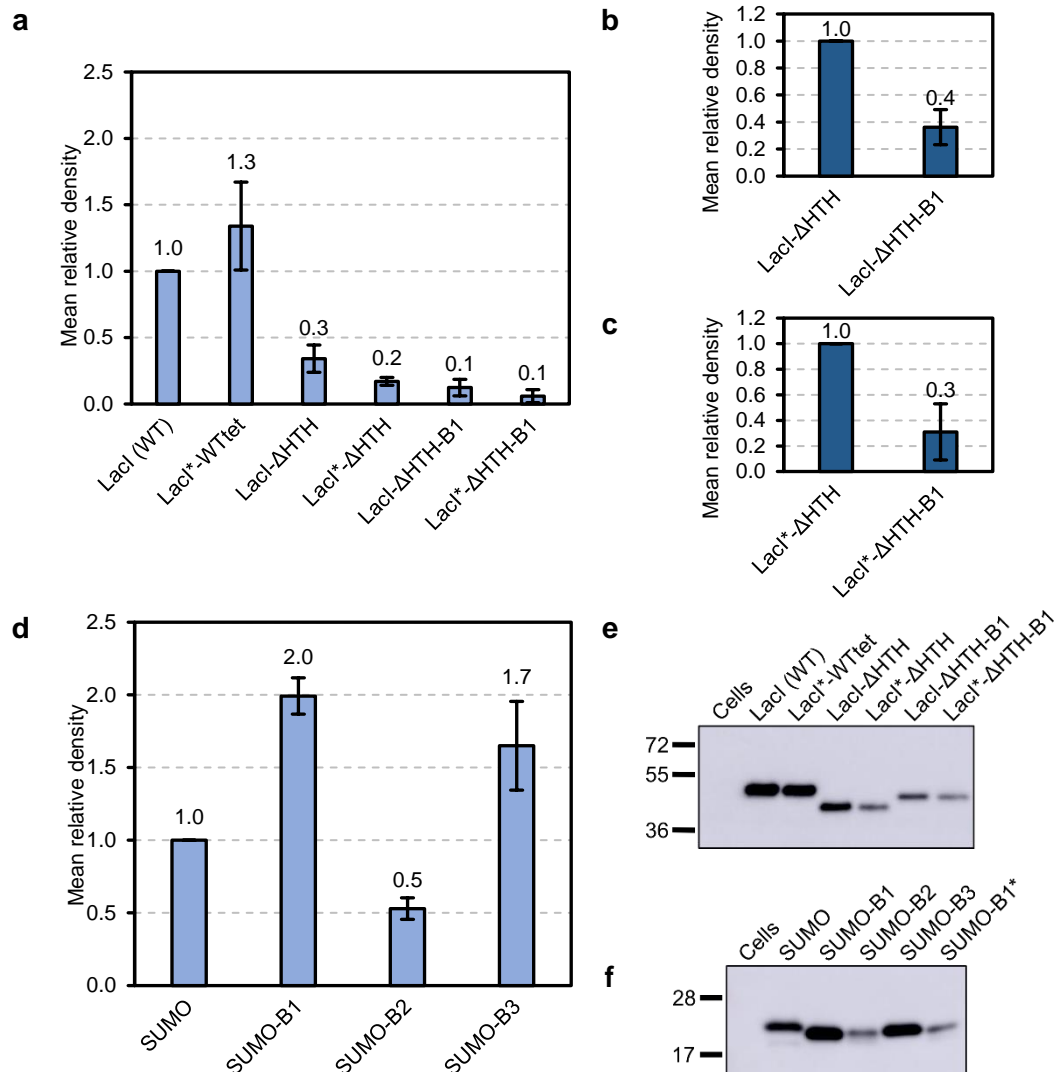 a
Mean relative density
2.5
2.0
1.5
1.0
0.5
0.0
1.0
1.3
0.3
0.2
0.1
0.1
LacI (WT)
LacI*-WTtet
LacI-ΔHTH
LacI*-ΔHTH
LacI-ΔHTH-B1
LacI*-ΔHTH-B1
b
Mean relative density
1.2
1.0
0.8
0.6
0.4
0.2
0.0
1.0
0.4
LacI-ΔHTH
LacI-ΔHTH-B1
c
Mean relative density
1.2
1.0
0.8
0.6
0.4
0.2
0.0
1.0
0.3
LacI*-ΔHTH
LacI*-ΔHTH-B1
d
Mean relative density
2.5
2.0
1.5
1.0
0.5
0.0
1.0
2.0
0.5
1.7
SUMO
SUMO-B1
SUMO-B2
SUMO-B3
e
Cells
LacI (WT)
LacI*-WTtet
LacI-ΔHTH
LacI*-ΔHTH
LacI-ΔHTH-B1
LacI*-ΔHTH-B1
72
55
36
f
Cells
SUMO
SUMO-B1
SUMO-B2
SUMO-B3
SUMO-B1*
28
17